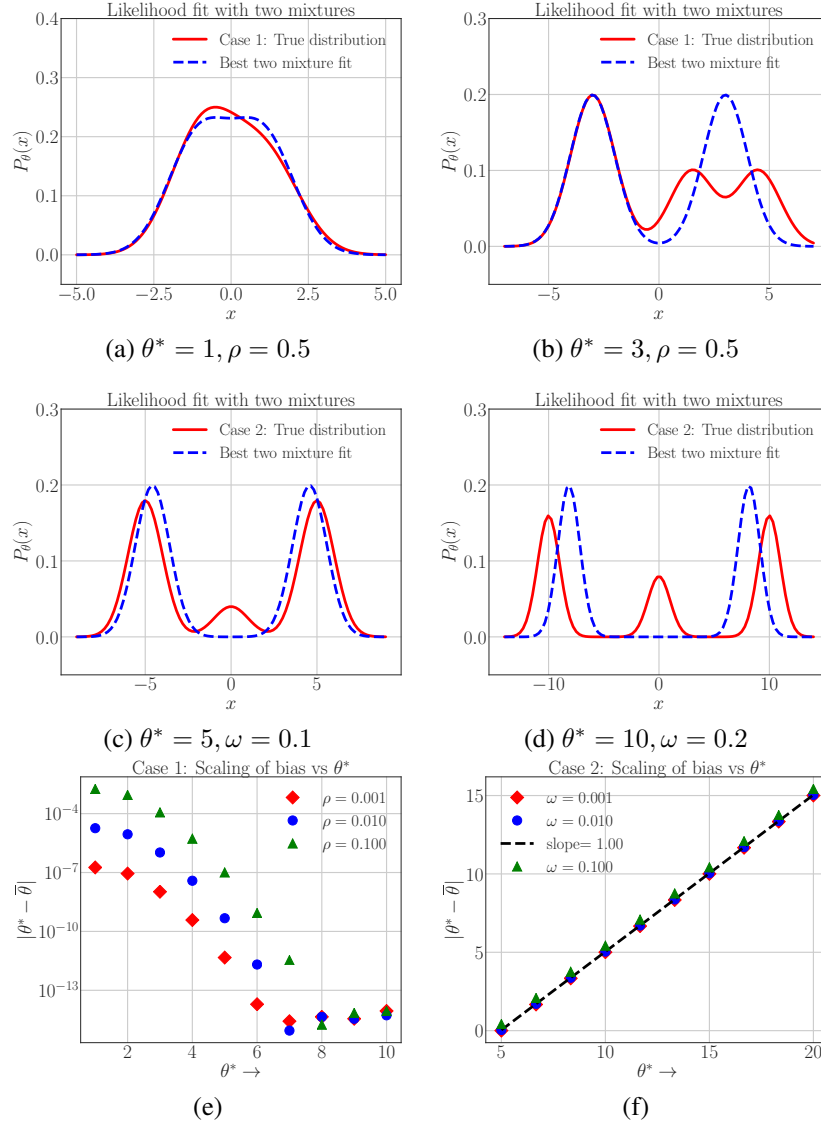 Likelihood fit with two mixtures
0.4
0.3
0.2
0.1
0.0
P_θ(x)
Case 1: True distribution
Best two mixture fit
−5.0 −2.5 0.0 2.5 5.0
x
(a) θ* = 1, ρ = 0.5
Likelihood fit with two mixtures
0.3
0.2
0.1
0.0
P_θ(x)
Case 1: True distribution
Best two mixture fit
−5 0 5
x
(b) θ* = 3, ρ = 0.5
Likelihood fit with two mixtures
0.3
0.2
0.1
0.0
P_θ(x)
Case 2: True distribution
Best two mixture fit
−5 0 5
x
(c) θ* = 5, ω = 0.1
Likelihood fit with two mixtures
0.3
0.2
0.1
0.0
P_θ(x)
Case 2: True distribution
Best two mixture fit
−10 0 10
x
(d) θ* = 10, ω = 0.2
Case 1: Scaling of bias vs θ*
10⁻⁴
10⁻⁷
10⁻¹⁰
10⁻¹³
|θ* − θ̅|
ρ = 0.001
ρ = 0.010
ρ = 0.100
2 4 6 8 10
θ* →
(e)
Case 2: Scaling of bias vs θ*
15
10
5
0
|θ* − θ̅|
ω = 0.001
ω = 0.010
slope= 1.00
ω = 0.100
5 10 15 20
θ* →
(f)